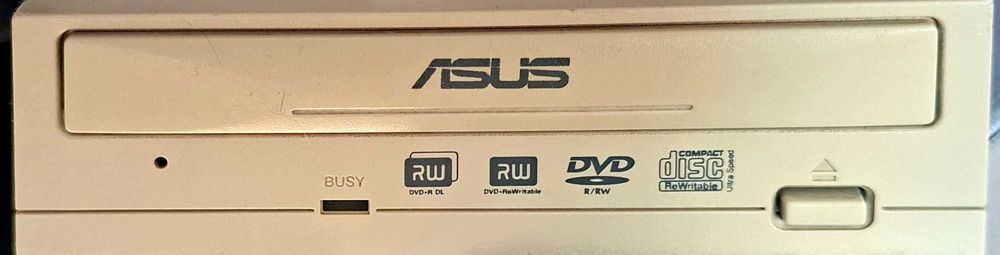 ASUS
BUSY
RW
DVD+R DL
RW
DVD+ReWritable
DVD
R/RW
COMPACT
disc
ReWritable
Ultra Speed